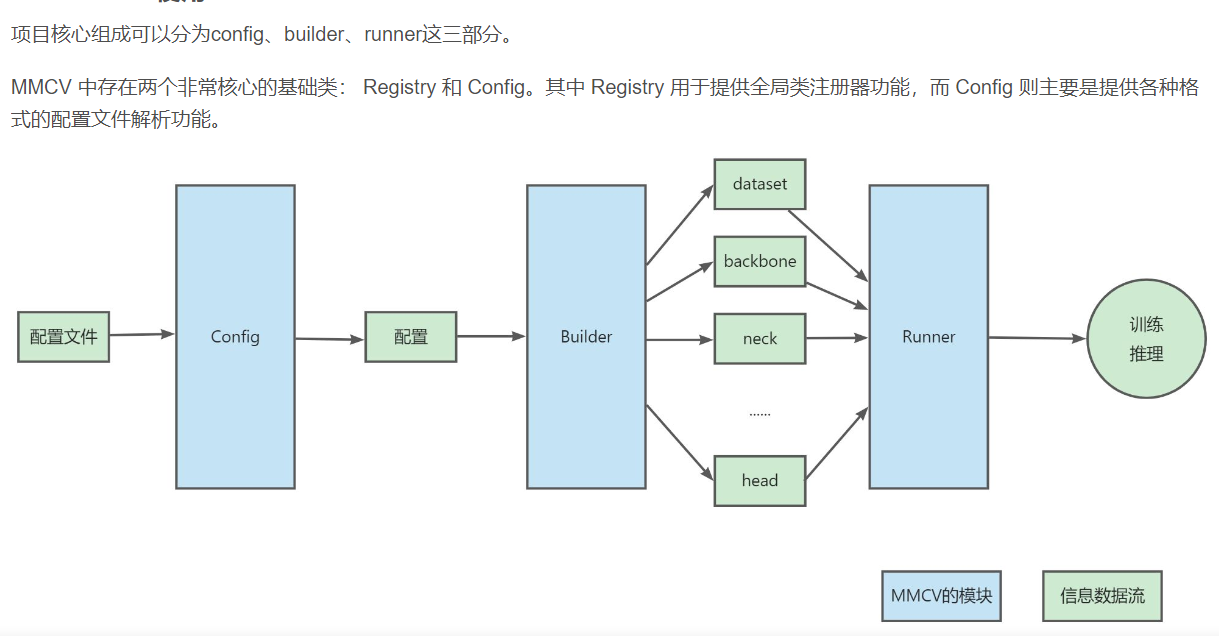 项目核心组成可以分为config、builder、runner这三部分。
MMCV 中存在两个非常核心的基础类： Registry 和 Config。其中 Registry 用于提供全局类注册器功能，而 Config 则主要是提供各种格
式的配置文件解析功能。
配置文件
Config
配置
Builder
dataset
backbone
neck
......
head
Runner
训练
推理
MMCV的模块
信息数据流